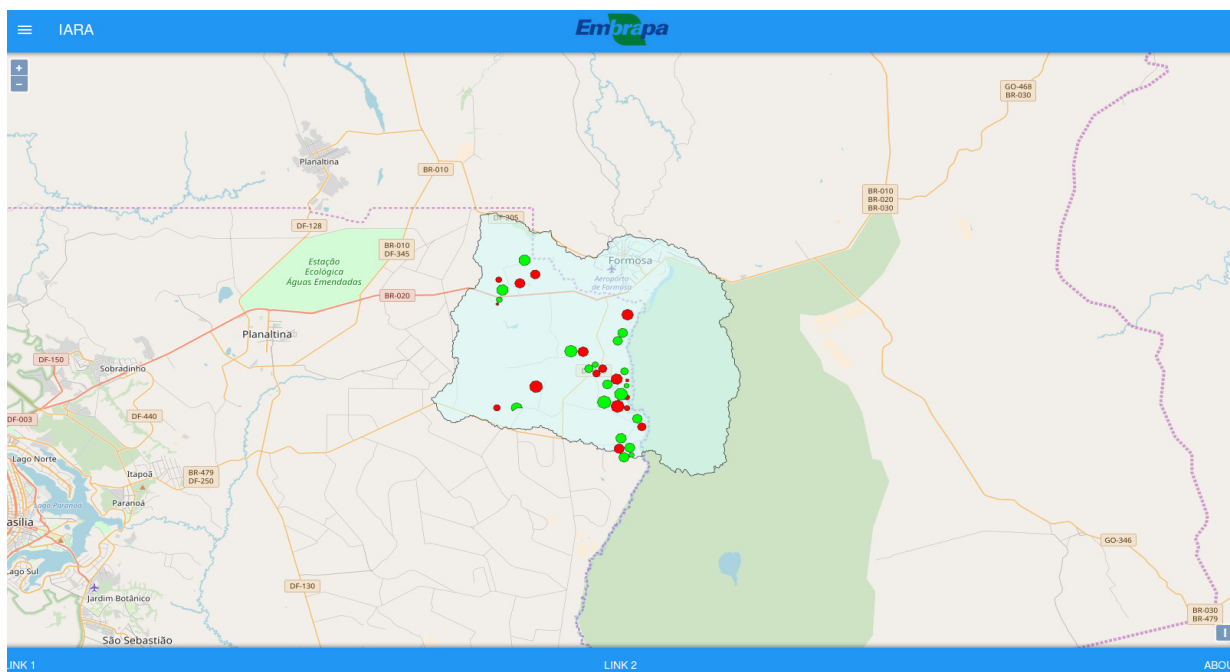 IARA
Embrapa
+
−
GO-468
BR-030
Planaltina
BR-010
BR-010
BR-020
BR-030
DF-205
DF-128
BR-010
DF-345
Formosa
Estação
Ecológica
Águas Emendadas
Aeroporto
de Formosa
BR-020
Planaltina
DF-150
Sobradinho
DF-003
DF-440
Lago Norte
BR-479
DF-250
Itapoã
Lago Paranoá
Paranoá
asília
GO-346
ago Sul
DF-130
Jardim Botânico
BR-030
BR-479
São Sebastião
i
LINK 1
LINK 2
ABOU